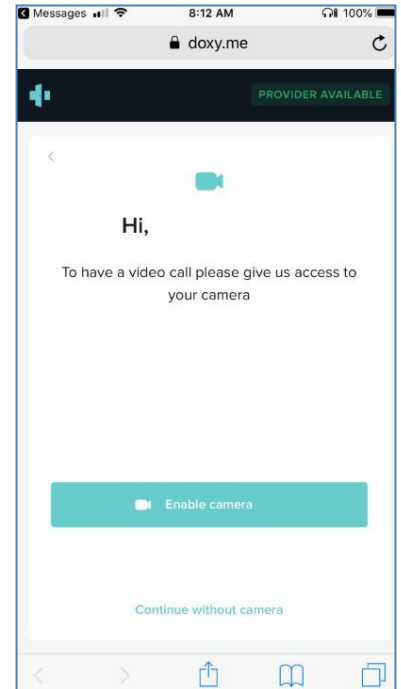 Messages 8:12 AM 100%
doxy.me
PROVIDER AVAILABLE
Hi,
To have a video call please give us access to
your camera
Enable camera
Continue without camera